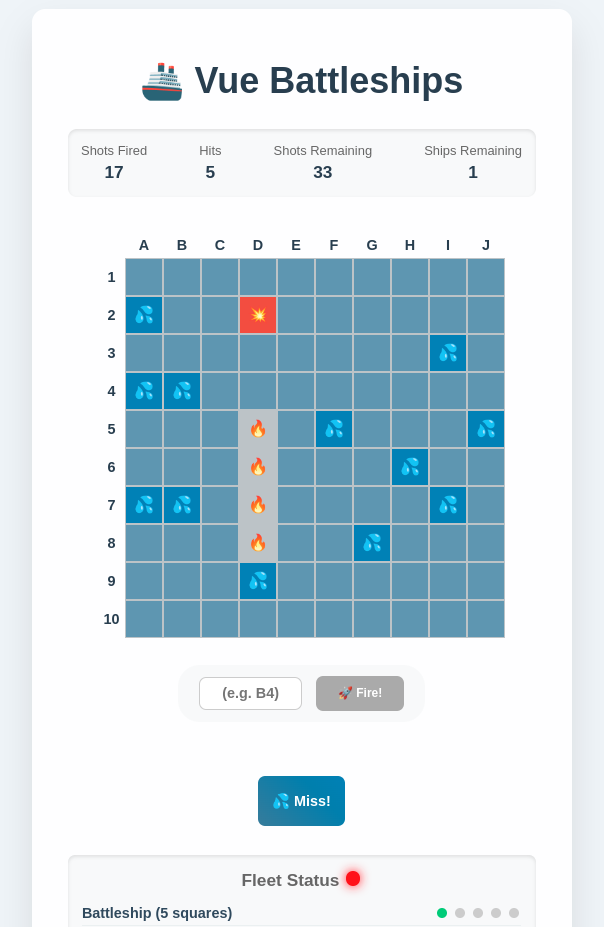 Vue Battleships
Shots Fired Hits Shots Remaining Ships Remaining
17 5 33 1
A B C D E F G H I J
1
2
3
4
5
6
7
8
9
10
(e.g. B4) 🚀 Fire!
💦 Miss!
Fleet Status
Battleship (5 squares)